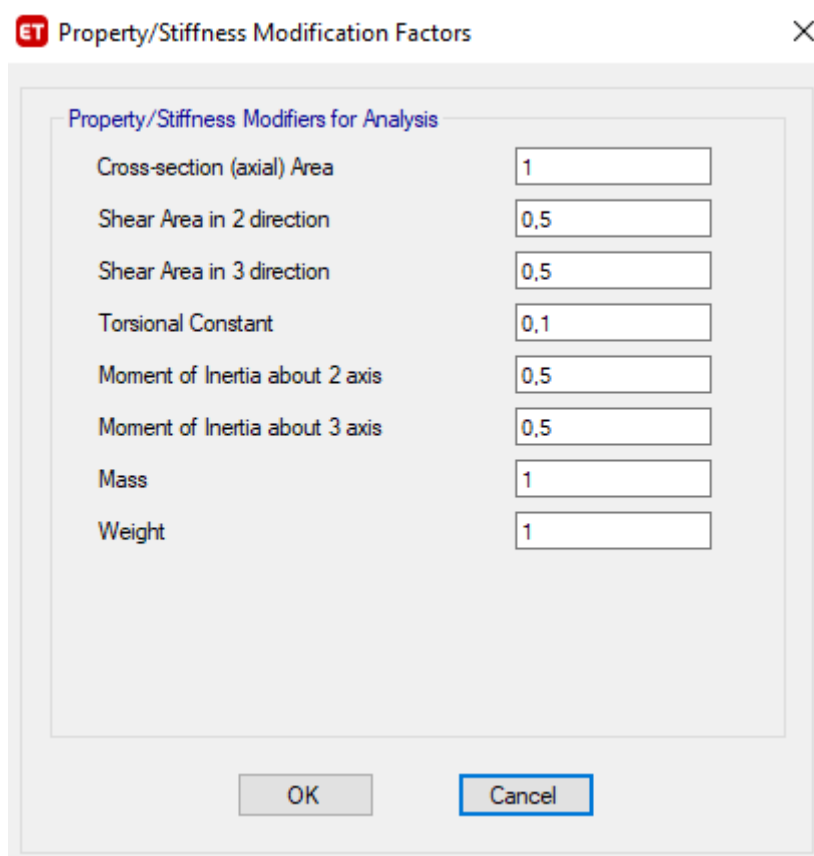 ET Property/Stiffness Modification Factors
Property/Stiffness Modifiers for Analysis
Cross-section (axial) Area 1
Shear Area in 2 direction 0,5
Shear Area in 3 direction 0,5
Torsional Constant 0,1
Moment of Inertia about 2 axis 0,5
Moment of Inertia about 3 axis 0,5
Mass 1
Weight 1
OK Cancel